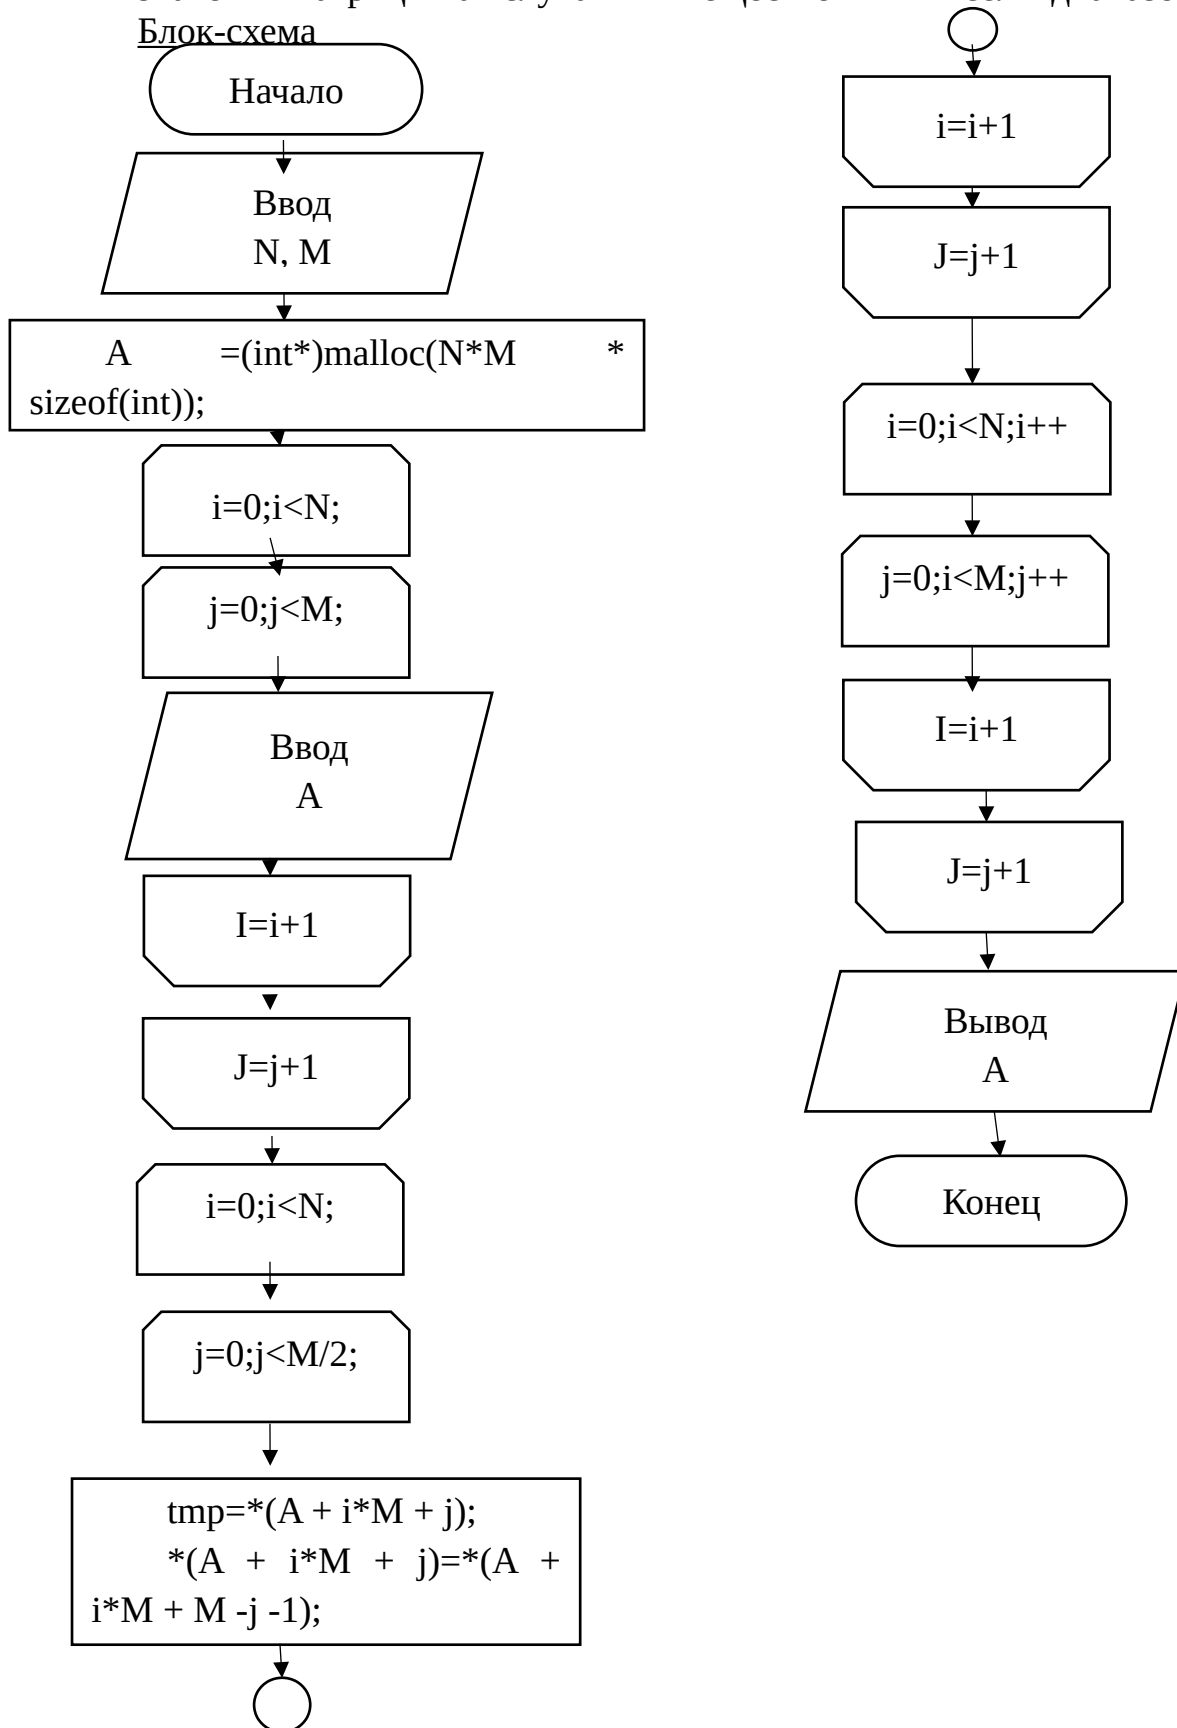 Блок-схема
Начало
Ввод
N, M
A =(int*)malloc(N*M *
sizeof(int));
i=0;i<N;
j=0;j<M;
Ввод
A
I=i+1
J=j+1
i=0;i<N;
j=0;j<M/2;
tmp=*(A + i*M + j);
*(A + i*M + j)=*(A +
i*M + M -j -1);
i=i+1
J=j+1
i=0;i<N;i++
j=0;i<M;j++
I=i+1
J=j+1
Вывод
A
Конец